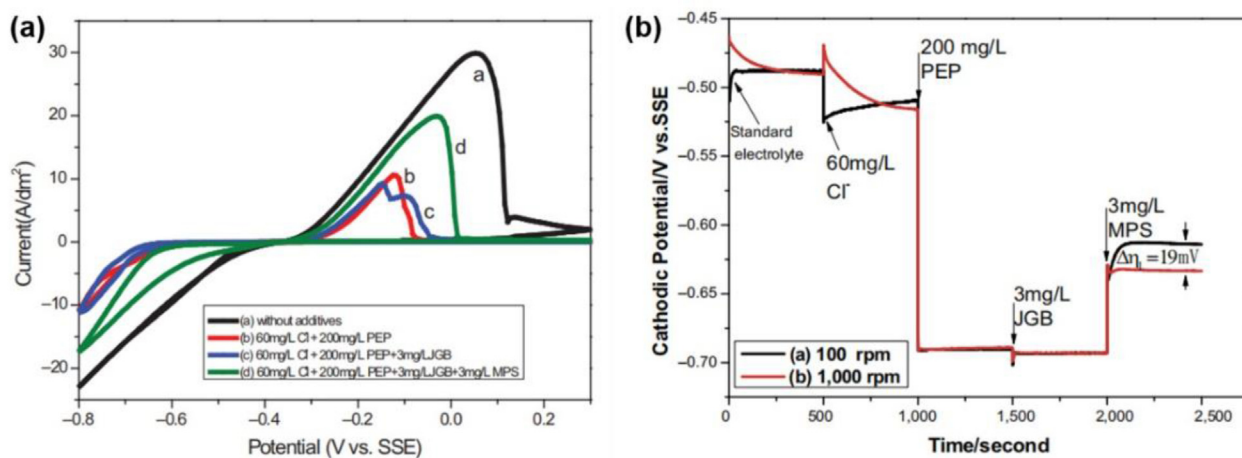 (a)
30
20
10
0
−10
−20
Current(A/dm²)
a
d
b
c
(a) without additives
(b) 60mg/L Cl + 200mg/L PEP
(c) 60mg/L Cl + 200mg/L PEP+3mg/LJGB
(d) 60mg/L Cl + 200mg/L PEP+3mg/LJGB+3mg/L MPS
−0.8 −0.6 −0.4 −0.2 0.0 0.2
Potential (V vs. SSE)
(b)
−0.45
−0.50
−0.55
−0.60
−0.65
−0.70
Cathodic Potential/V vs.SSE
200 mg/L
PEP
Standard
electrolyte
60mg/L
Cl⁻
3mg/L
MPS
Δη₁ =19mV
3mg/L
JGB
(a) 100 rpm
(b) 1,000 rpm
0 500 1,000 1,500 2,000 2,500
Time/second